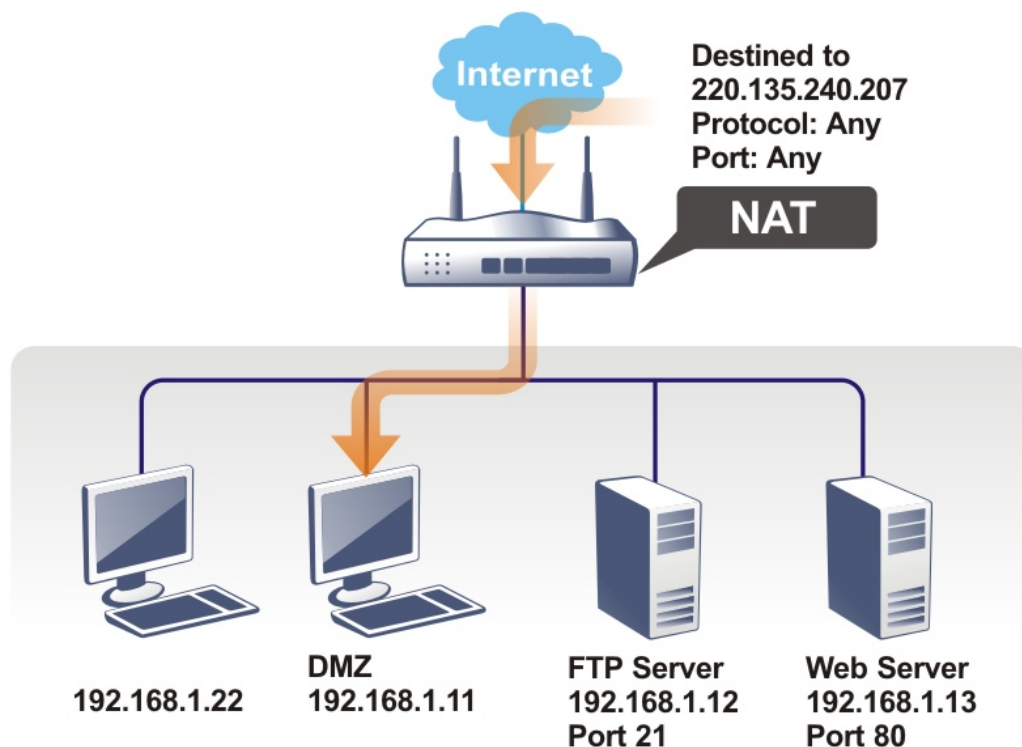 Internet
Destined to
220.135.240.207
Protocol: Any
Port: Any
NAT
192.168.1.22
DMZ
192.168.1.11
FTP Server
192.168.1.12
Port 21
Web Server
192.168.1.13
Port 80